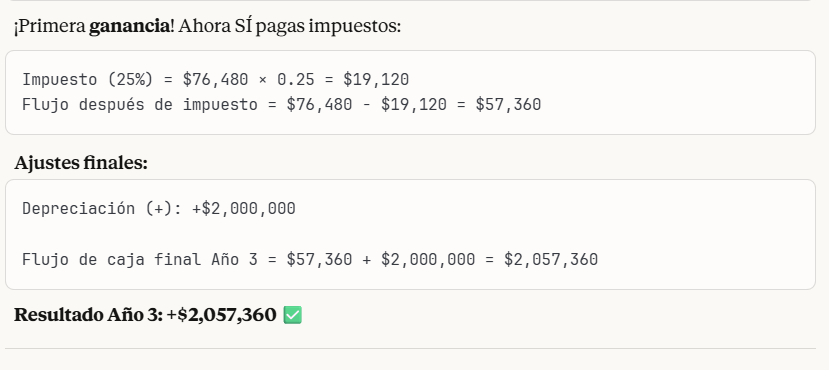 ¡Primera ganancia! Ahora SÍ pagas impuestos:
Impuesto (25%) = $76,480 × 0.25 = $19,120
Flujo después de impuesto = $76,480 - $19,120 = $57,360
Ajustes finales:
Depreciación (+): +$2,000,000
Flujo de caja final Año 3 = $57,360 + $2,000,000 = $2,057,360
Resultado Año 3: +$2,057,360 ✅